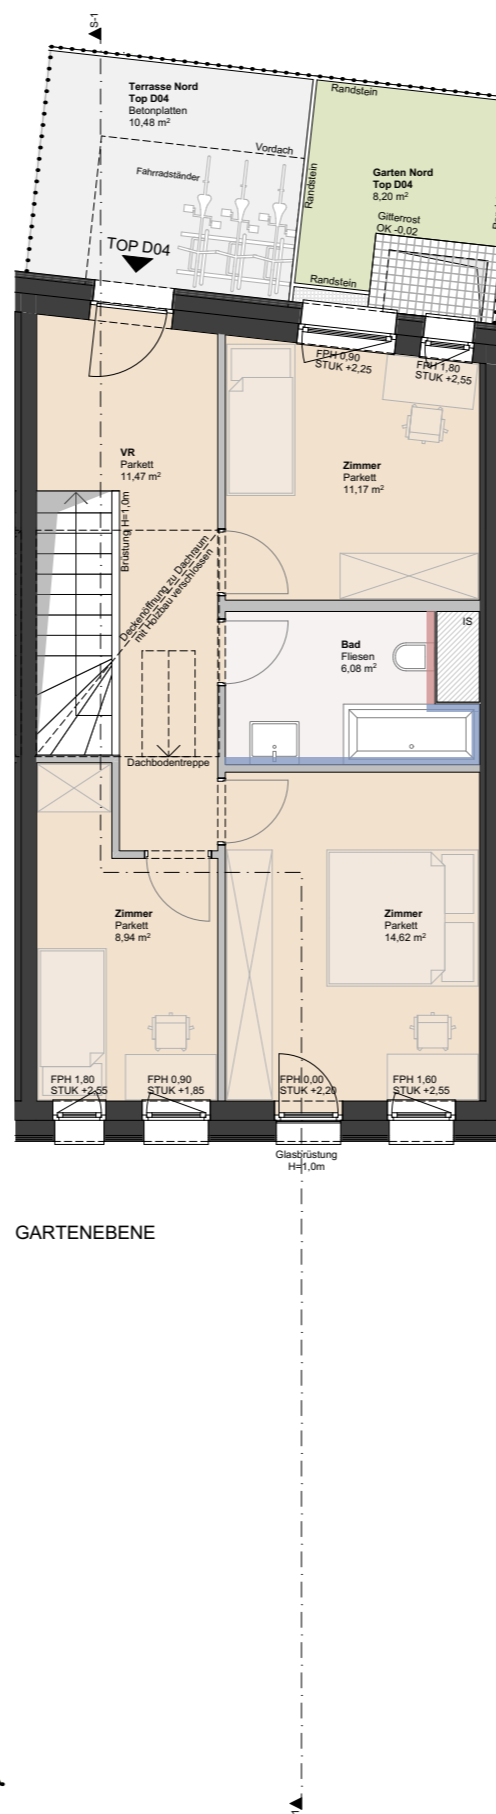 S-1
Terrasse Nord
Top D04
Betonplatten
10,48 m²
Randstein
Vordach
Fahrradständer
Randstein
Garten Nord
Top D04
8,20 m²
Gitterrost
OK -0,02
TOP D04
Randstein
FPH 0,90
STUK +2,25
FPH 1,80
STUK +2,55
VR
Parkett
11,47 m²
Zimmer
Parkett
11,17 m²
Brüstung H=1,0m
Deckenöffnung zu Dachraum
mit Holzbau verschlossen
IS
Bad
Fliesen
6,08 m²
Dachbodentreppe
Zimmer
Parkett
8,94 m²
Zimmer
Parkett
14,62 m²
FPH 1,80
STUK +2,55
FPH 0,90
STUK +1,85
FPH 0,00
STUK +2,20
FPH 1,60
STUK +2,55
Glasbrüstung
H=1,0m
GARTENEBENE